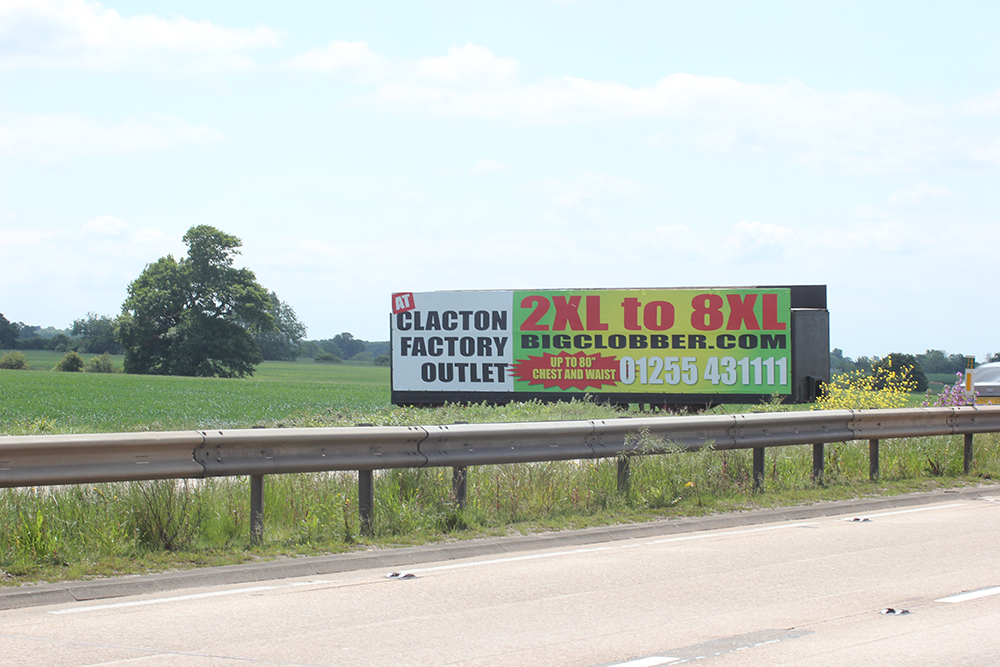 AT
CLACTON
FACTORY
OUTLET
2XL to 8XL
BIGCLOBBER.COM
UP TO 80"
CHEST AND WAIST
01255 431111